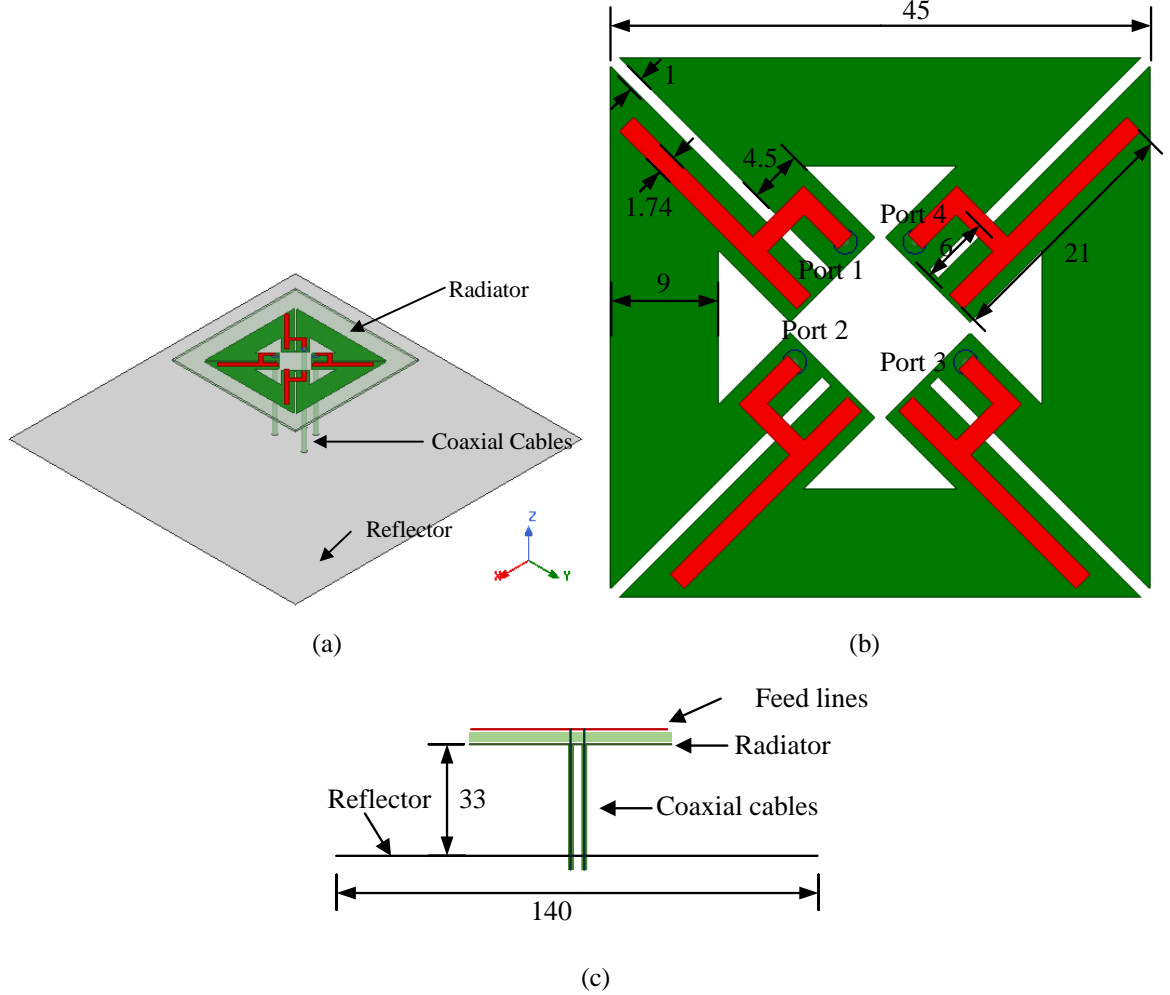 45
1
4.5
1.74
Port 4
6
21
Port 1
9
Port 2
Port 3
Radiator
Coaxial Cables
Reflector
Z
X
Y
(a)
(b)
Feed lines
Radiator
Reflector
33
Coaxial cables
140
(c)